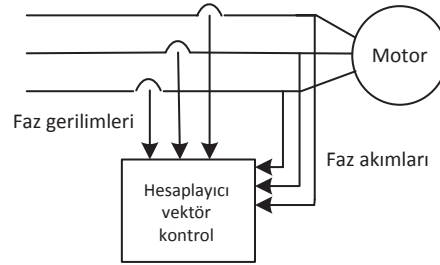 Motor
Faz gerilimleri
Hesaplayıcı
vektör
kontrol
Faz akımları